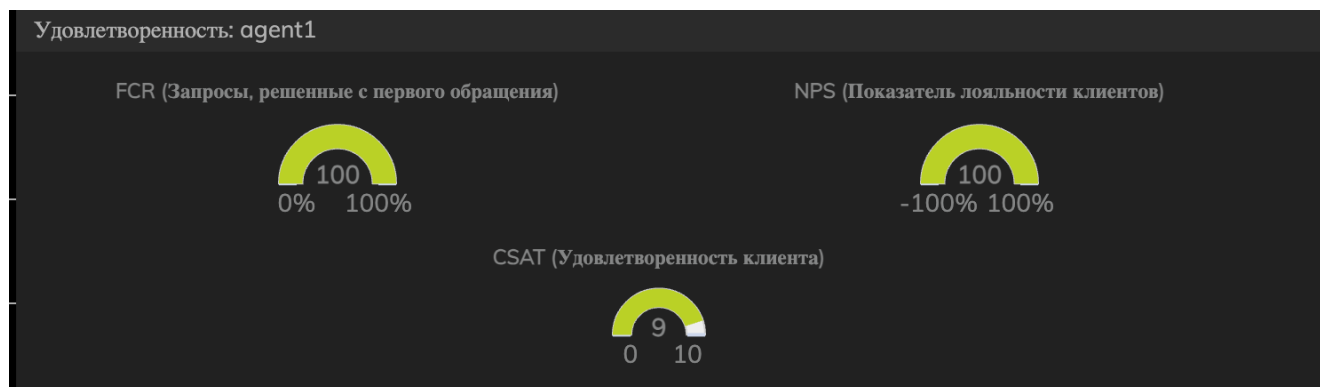 Удовлетворенность: agent1
FCR (Запросы, решенные с первого обращения)
NPS (Показатель лояльности клиентов)
100
0% 100%
100
-100% 100%
CSAT (Удовлетворенность клиента)
9
0 10